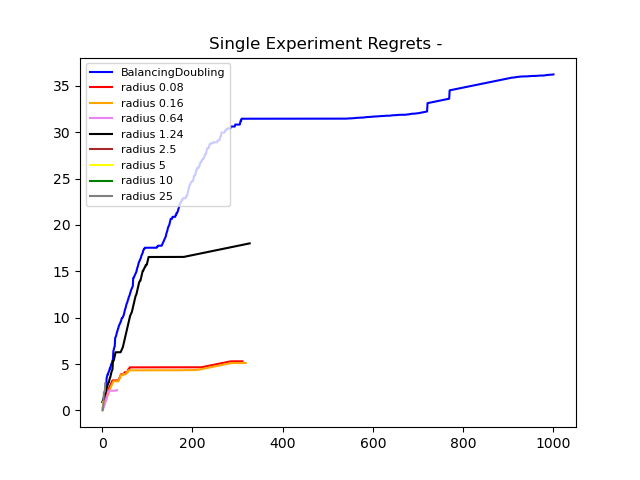 Single Experiment Regrets -
BalancingDoubling
radius 0.08
radius 0.16
radius 0.64
radius 1.24
radius 2.5
radius 5
radius 10
radius 25
35
30
25
20
15
10
5
0
0 200 400 600 800 1000